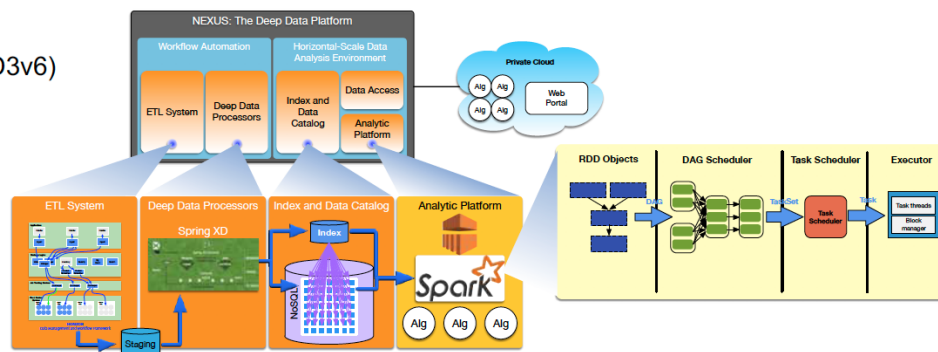 03v6)
NEXUS: The Deep Data Platform
Workflow Automation
Horizontal-Scale Data
Analysis Environment
ETL System
Deep Data
Processors
Index and
Data
Catalog
Data Access
Analytic
Platform
Private Cloud
Alg
Alg
Alg
Alg
Web
Portal
ETL System
Deep Data Processors
Spring XD
Index and Data Catalog
Index
NoSQL
Analytic Platform
Spark
Alg
Alg
Alg
Staging
RDD Objects
DAG Scheduler
Task Scheduler
Executor
DAG
TaskSet
Task
Scheduler
Task
Task threads
Block
manager